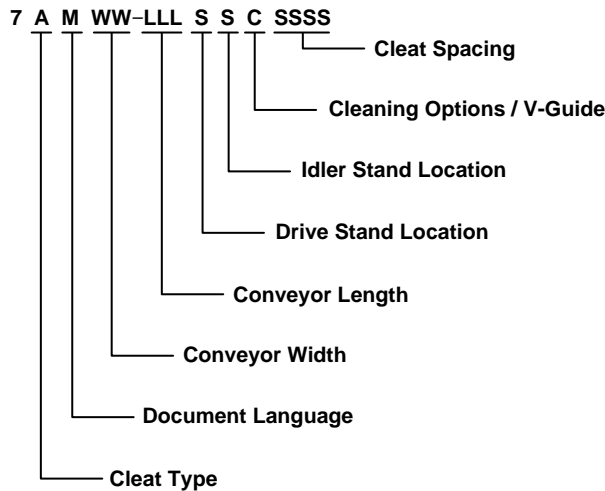 7 A M WW-LLL S S C SSSS
Cleat Spacing
Cleaning Options / V-Guide
Idler Stand Location
Drive Stand Location
Conveyor Length
Conveyor Width
Document Language
Cleat Type